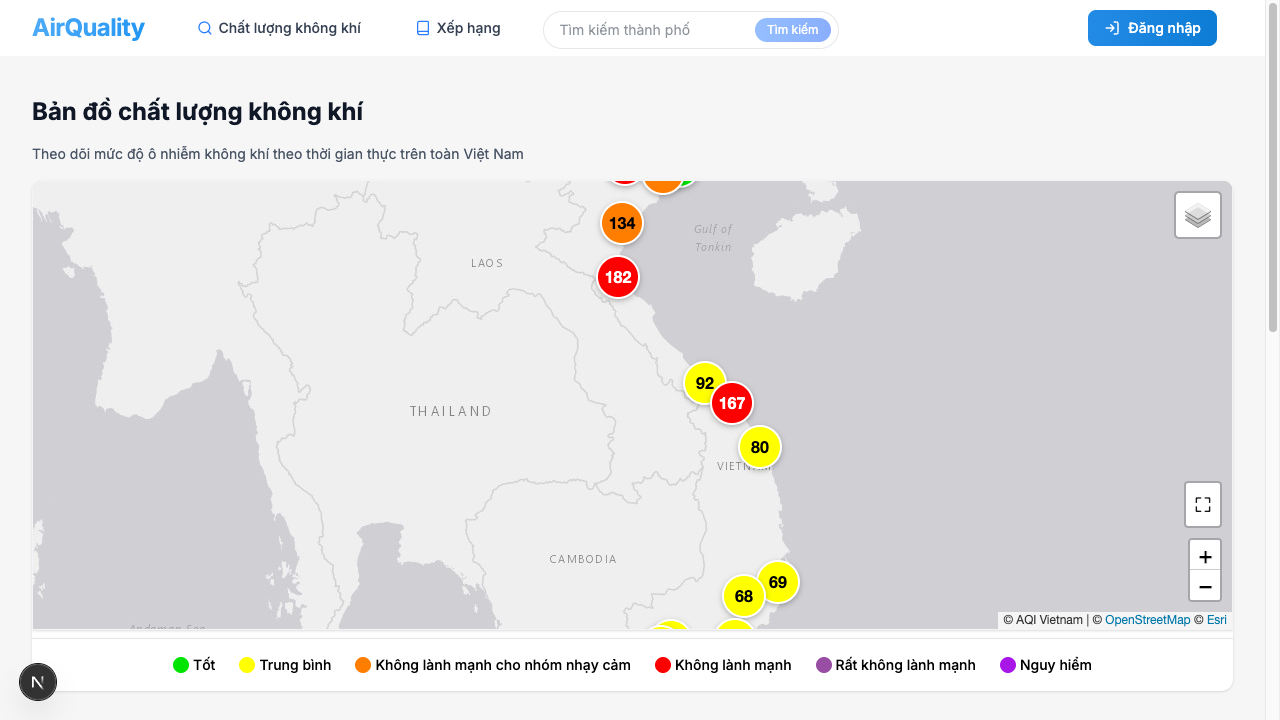 AirQuality
Chất lượng không khí
Xếp hạng
Tìm kiếm thành phố
Tìm kiếm
Đăng nhập
Bản đồ chất lượng không khí
Theo dõi mức độ ô nhiễm không khí theo thời gian thực trên toàn Việt Nam
134
Gulf of
Tonkin
LAOS
182
92
167
THAILAND
80
VIETNAM
CAMBODIA
69
68
+
−
© AQI Vietnam | © OpenStreetMap © Esri
Andaman Sea
Tốt
Trung bình
Không lành mạnh cho nhóm nhạy cảm
Không lành mạnh
Rất không lành mạnh
Nguy hiểm
N